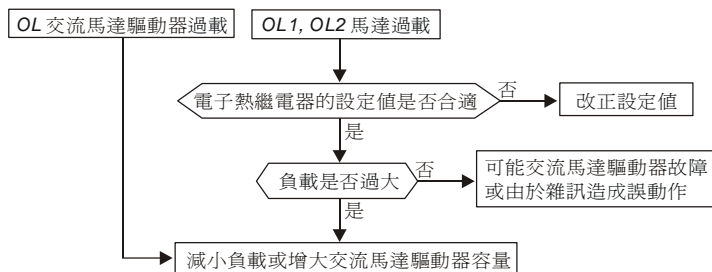 OL 交流馬達驅動器過載
OL1, OL2 馬達過載
電子熱繼電器的設定值是否合適
否
改正設定值
是
負載是否過大
否
可能交流馬達驅動器故障
或由於雜訊造成誤動作
是
減小負載或增大交流馬達驅動器容量